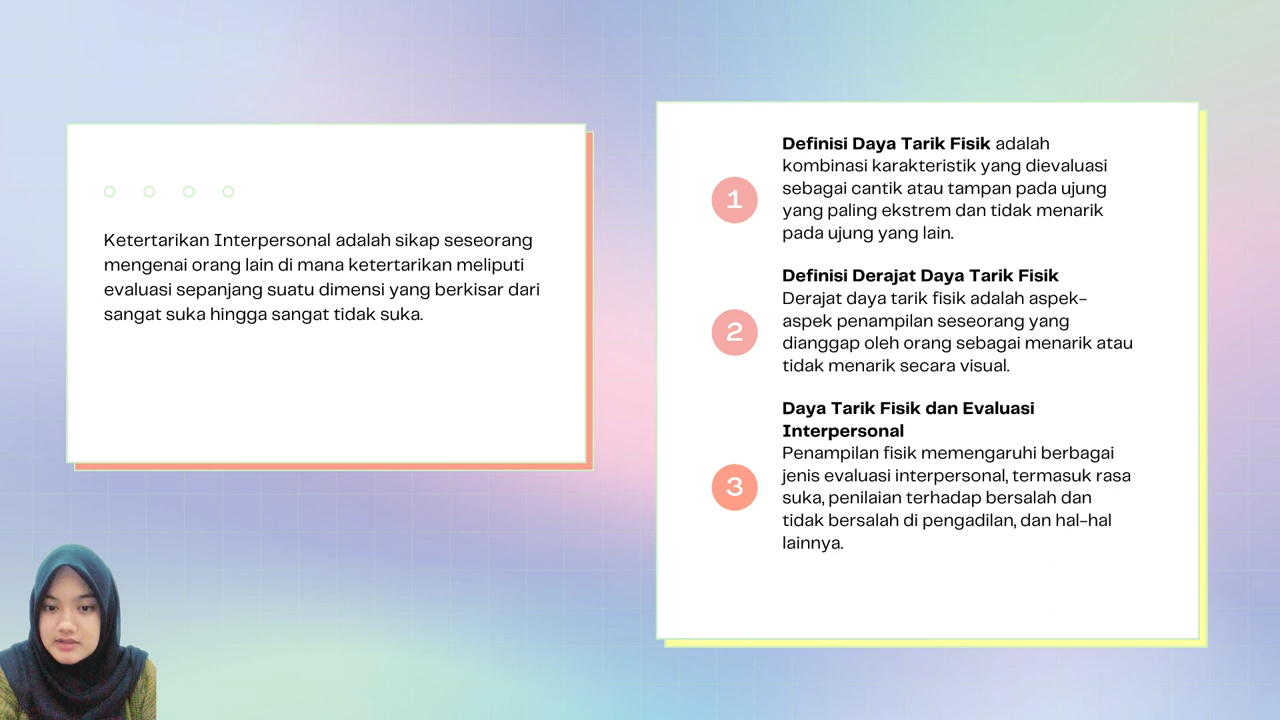 Ketertarikan Interpersonal adalah sikap seseorang
mengenai orang lain di mana ketertarikan meliputi
evaluasi sepanjang suatu dimensi yang berkisar dari
sangat suka hingga sangat tidak suka.
1
Definisi Daya Tarik Fisik adalah
kombinasi karakteristik yang dievaluasi
sebagai cantik atau tampan pada ujung
yang paling ekstrem dan tidak menarik
pada ujung yang lain.
2
Definisi Derajat Daya Tarik Fisik
Derajat daya tarik fisik adalah aspek-
aspek penampilan seseorang yang
dianggap oleh orang sebagai menarik atau
tidak menarik secara visual.
3
Daya Tarik Fisik dan Evaluasi
Interpersonal
Penampilan fisik memengaruhi berbagai
jenis evaluasi interpersonal, termasuk rasa
suka, penilaian terhadap bersalah dan
tidak bersalah di pengadilan, dan hal-hal
lainnya.